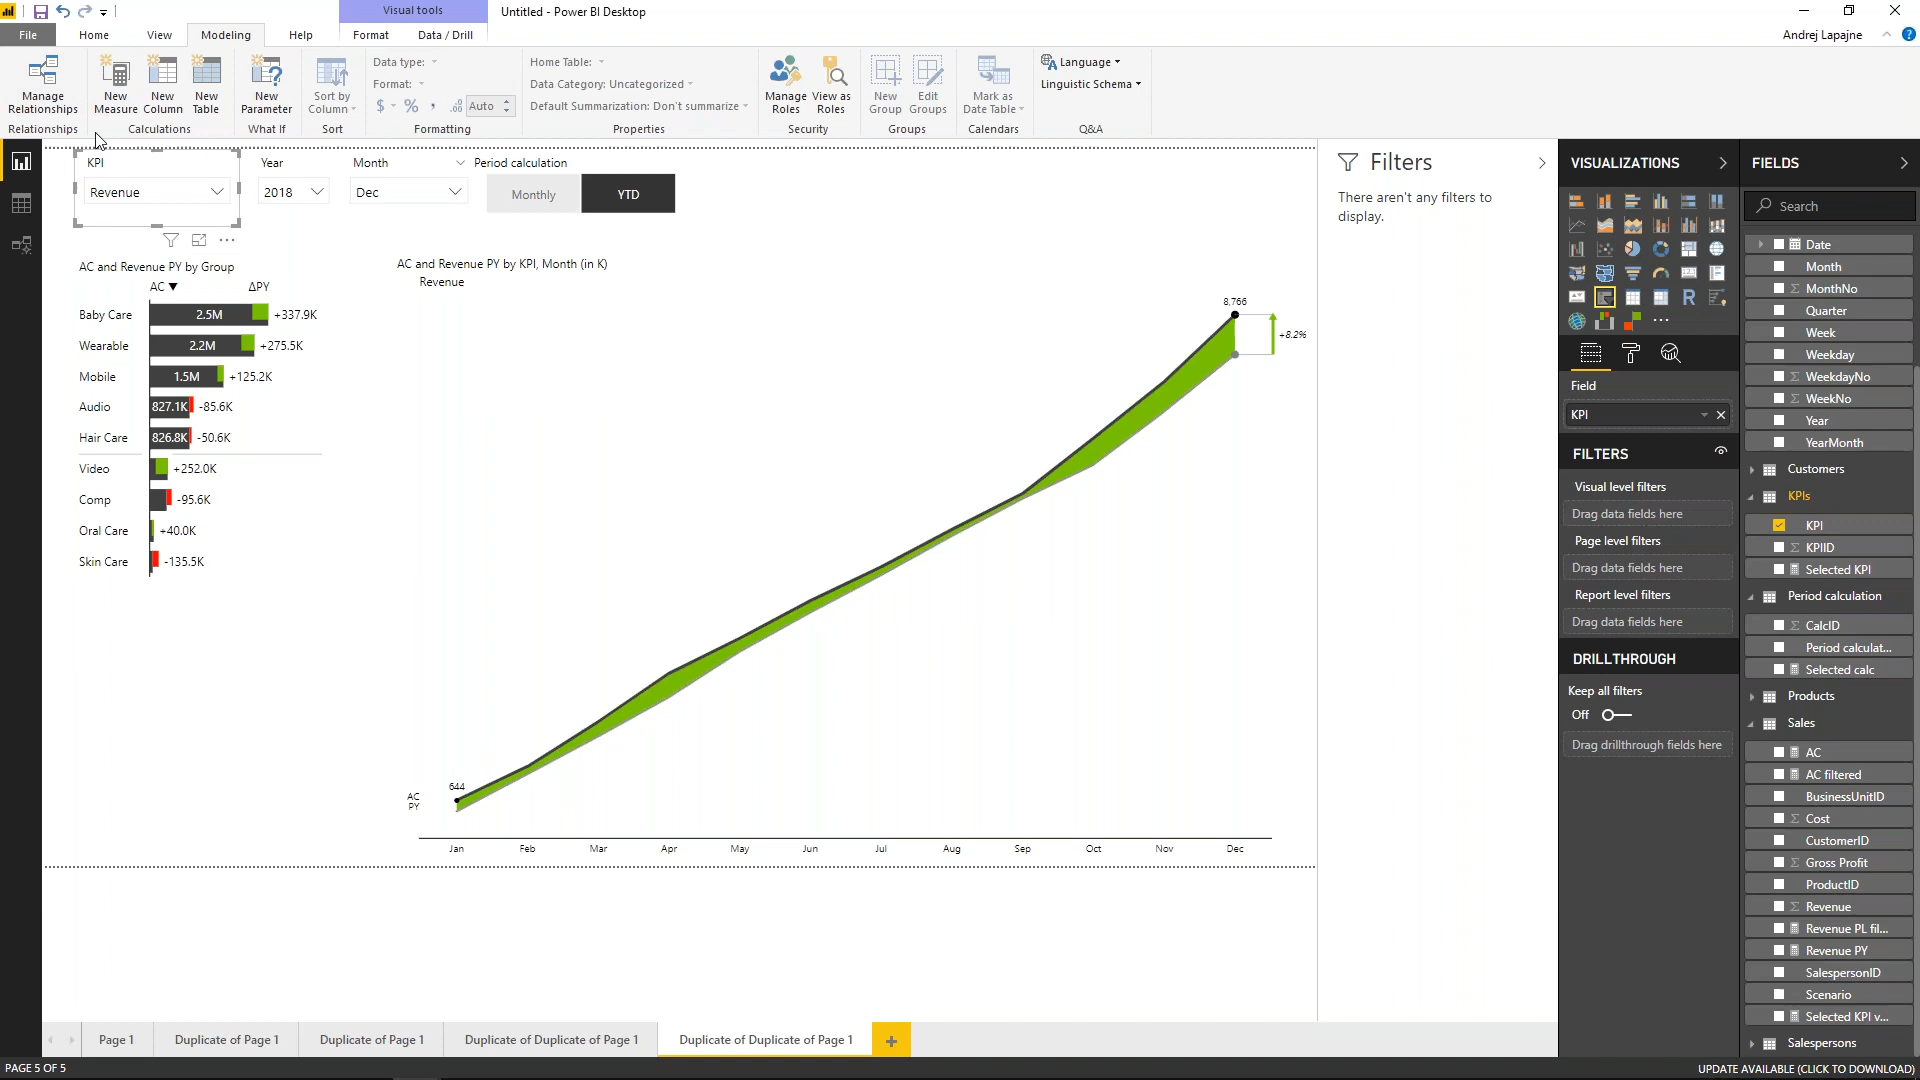 Visual tools
Untitled - Power BI Desktop
File
Home
View
Modeling
Help
Format
Data / Drill
Andrej Lapajne
?
Manage
Relationships
New
Measure
New
Column
New
Table
New
Parameter
Sort by
Column
Data type:
Format:
$ % , .00 Auto
Home Table:
Data Category: Uncategorized
Default Summarization: Don't summarize
Manage
Roles
View as
Roles
New
Group
Edit
Groups
Mark as
Date Table
Language
Linguistic Schema
Relationships
Calculations
What If
Sort
Formatting
Properties
Security
Groups
Calendars
Q&A
KPI
Revenue
Year
2018
Month
Dec
Period calculation
Monthly
YTD
AC and Revenue PY by Group
AC ▼
ΔPY
Baby Care 2.5M +337.9K
Wearable 2.2M +275.5K
Mobile 1.5M +125.2K
Audio 827.1K -85.6K
Hair Care 826.8K -50.6K
Video +252.0K
Comp -95.6K
Oral Care +40.0K
Skin Care -135.5K
AC and Revenue PY by KPI, Month (in K)
Revenue
8,766
+8.2%
644
AC
PY
Jan Feb Mar Apr May Jun Jul Aug Sep Oct Nov Dec
Filters
There aren't any filters to
display.
VISUALIZATIONS
R
Field
KPI
FILTERS
Visual level filters
Drag data fields here
Page level filters
Drag data fields here
Report level filters
Drag data fields here
DRILLTHROUGH
Keep all filters
Off
Drag drillthrough fields here
FIELDS
Search
Date
Month
Σ MonthNo
Quarter
Week
Weekday
Σ WeekdayNo
Σ WeekNo
Year
YearMonth
Customers
KPIs
KPI
Σ KPIID
Selected KPI
Period calculation
Σ CalcID
Period calculat...
Selected calc
Products
Sales
AC
AC filtered
BusinessUnitID
Σ Cost
CustomerID
Σ Gross Profit
ProductID
Σ Revenue
Revenue PL fil...
Revenue PY
SalespersonID
Scenario
Selected KPI v...
Salespersons
Page 1
Duplicate of Page 1
Duplicate of Page 1
Duplicate of Duplicate of Page 1
Duplicate of Duplicate of Page 1
PAGE 5 OF 5
UPDATE AVAILABLE (CLICK TO DOWNLOAD)